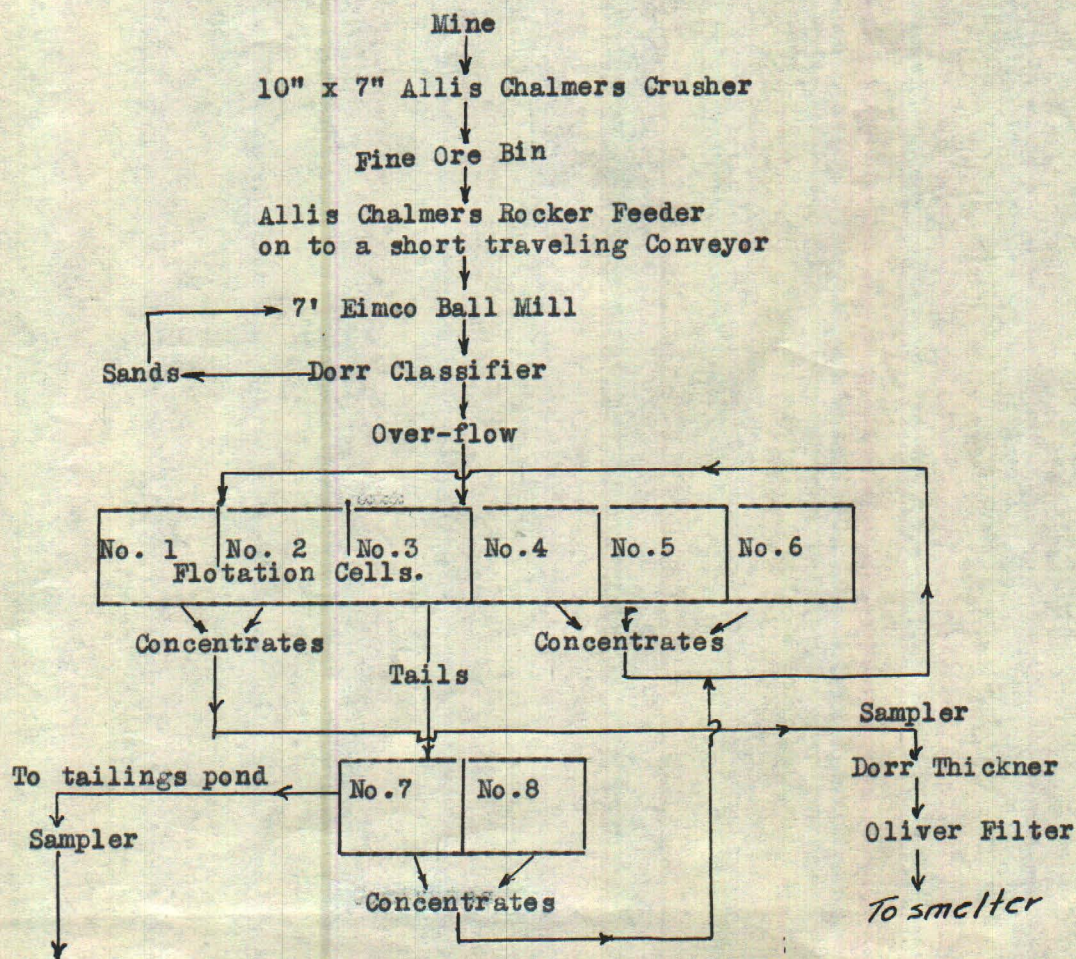 Mine
10" x 7" Allis Chalmers Crusher
Fine Ore Bin
Allis Chalmers Rocker Feeder
on to a short traveling Conveyor
7' Eimco Ball Mill
Sands
Dorr Classifier
Over-flow
No. 1
No. 2
No.3
No.4
No.5
No.6
Flotation Cells.
Concentrates
Concentrates
Tails
Sampler
To tailings pond
No.7
No.8
Dorr Thickner
Sampler
Oliver Filter
Concentrates
To smelter